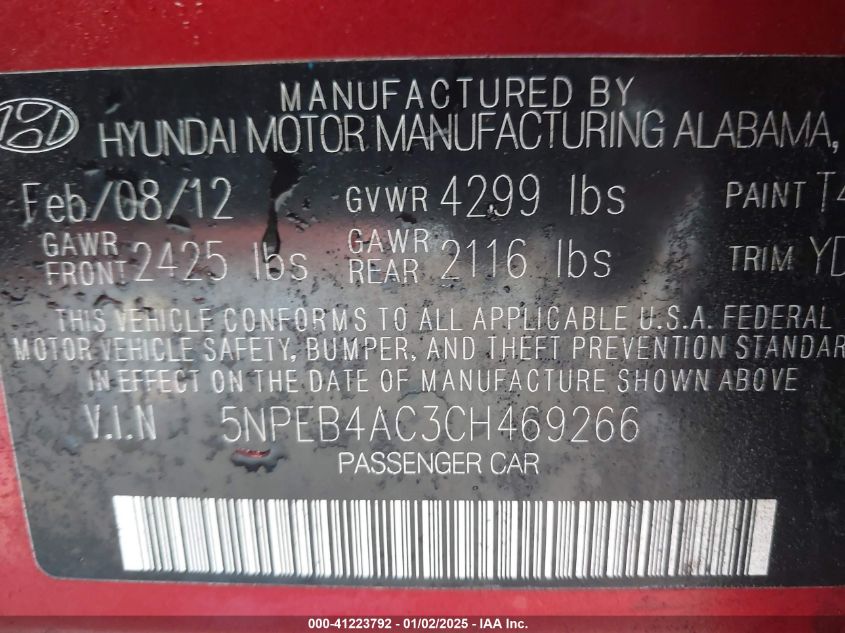 MANUFACTURED BY
HYUNDAI MOTOR MANUFACTURING ALABAMA,
Feb/08/12 GVWR 4299 lbs PAINT T4
GAWR FRONT 2425 lbs GAWR REAR 2116 lbs TRIM YD
THIS VEHICLE CONFORMS TO ALL APPLICABLE U.S.A. FEDERAL
MOTOR VEHICLE SAFETY, BUMPER, AND THEFT PREVENTION STANDAR
IN EFFECT ON THE DATE OF MANUFACTURE SHOWN ABOVE
V.I.N 5NPEB4AC3CH469266
PASSENGER CAR
000-41223792 - 01/02/2025 - IAA Inc.